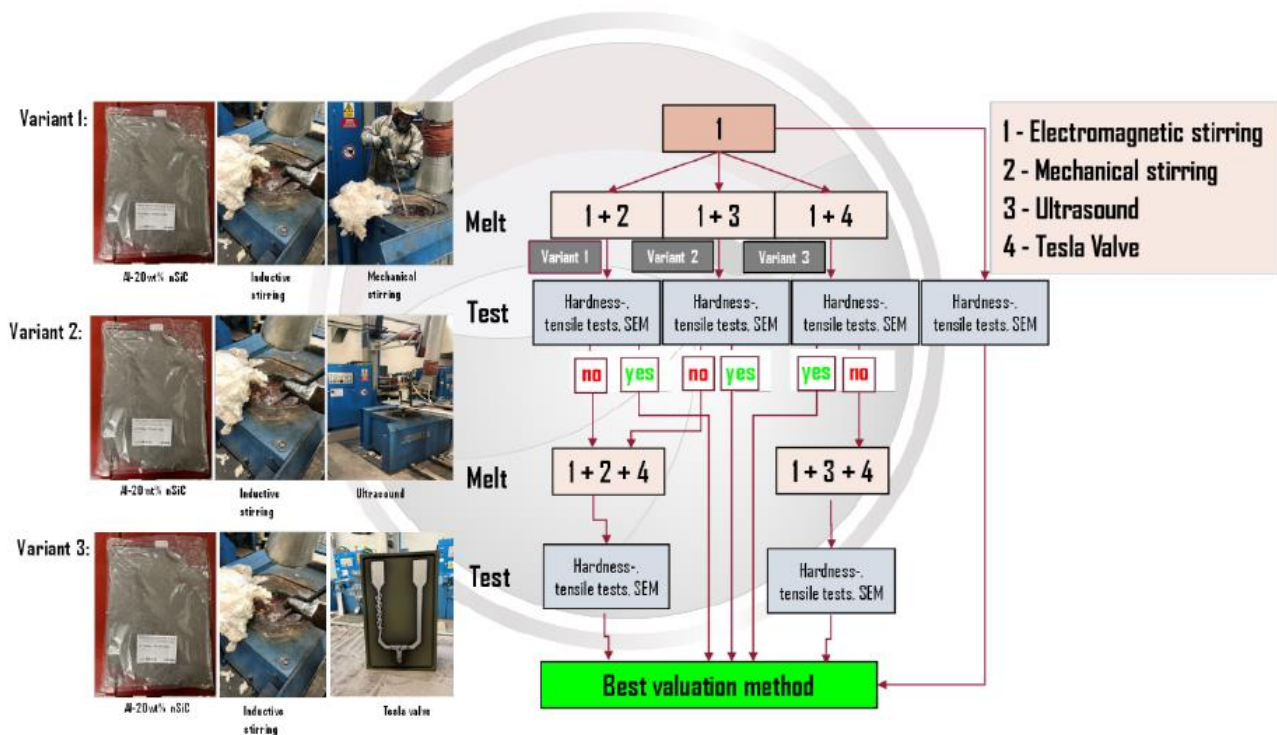 Variant 1:
Al-20wt% nSiC
Inductive
stirring
Mechanical
stirring
Variant 2:
Al-20wt% nSiC
Inductive
stirring
Ultrasound
Variant 3:
Al-20wt% nSiC
Inductive
stirring
Tesla valve
1
Melt
1 + 2
1 + 3
1 + 4
Variant 1
Variant 2
Variant 3
Test
Hardness-,
tensile tests, SEM
Hardness-,
tensile tests, SEM
Hardness-,
tensile tests, SEM
Hardness-,
tensile tests, SEM
no
yes
no
yes
yes
no
Melt
1 + 2 + 4
1 + 3 + 4
Test
Hardness-,
tensile tests, SEM
Hardness-,
tensile tests, SEM
Best valuation method
1 - Electromagnetic stirring
2 - Mechanical stirring
3 - Ultrasound
4 - Tesla Valve